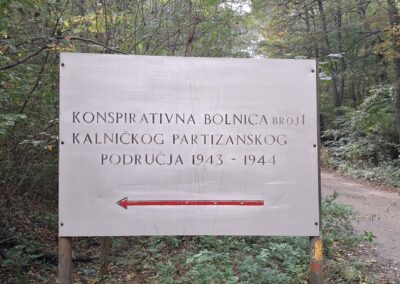 KONSPIRATIVNA BOLNICA BROJ 1
KALNIČKOG PARTIZANSKOG
PODRUČJA 1943 - 1944